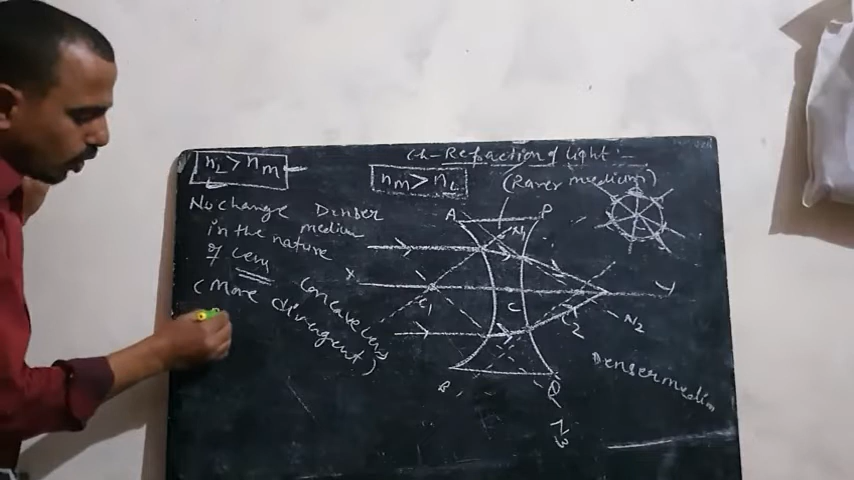 Ch- Refraction of light :-
nL > nm
nm > nL
(Rarer medium)
No change
in the nature
of lens
(More divergent)
Denser
medium
Concave lens
A
P
N1
X
C1
C
C2
Y
N2
B
Q
N3
Denser medim